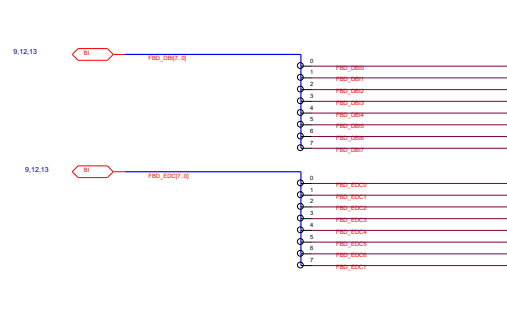 9,12,13
BI
FBD_DBI[7..0]
0
FBD_DBI0
1
FBD_DBI1
2
FBD_DBI2
3
FBD_DBI3
4
FBD_DBI4
5
FBD_DBI5
6
FBD_DBI6
7
FBD_DBI7
9,12,13
BI
FBD_EDC[7..0]
0
FBD_EDC0
1
FBD_EDC1
2
FBD_EDC2
3
FBD_EDC3
4
FBD_EDC4
5
FBD_EDC5
6
FBD_EDC6
7
FBD_EDC7